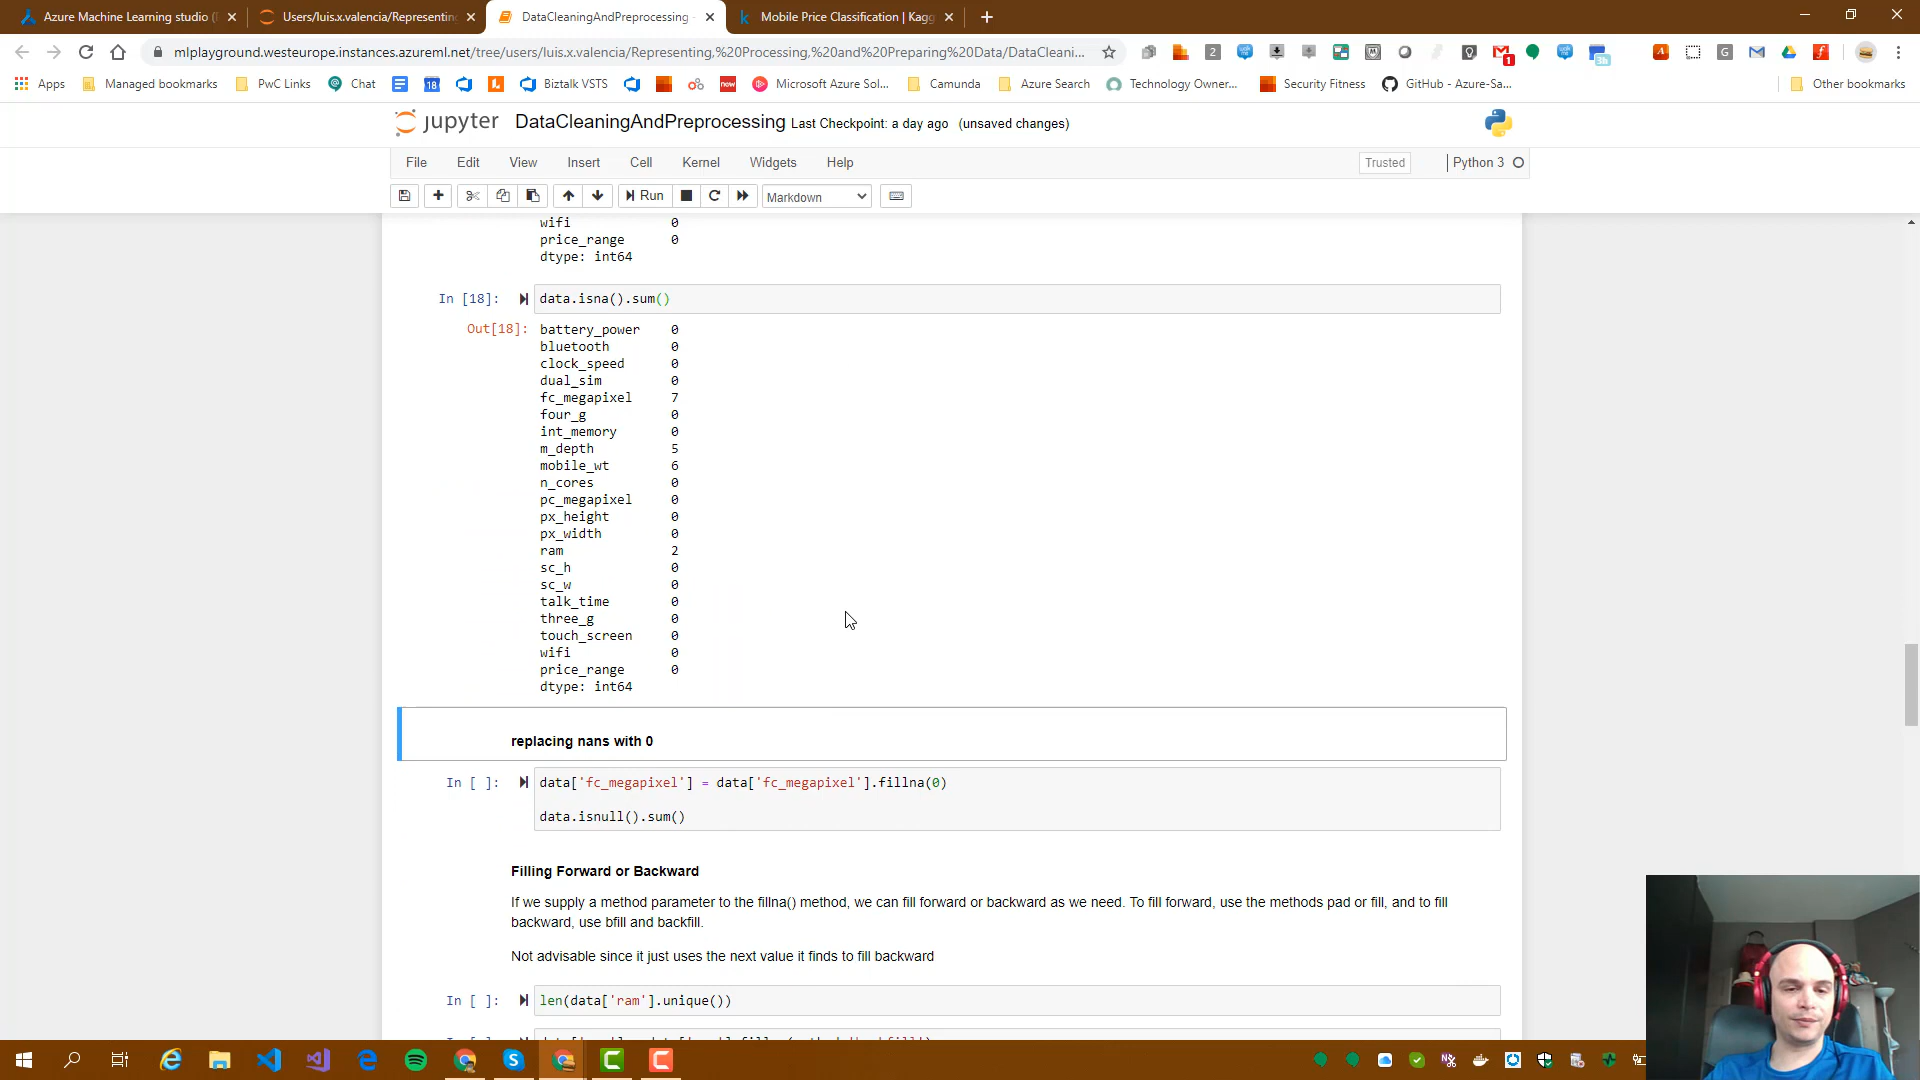 Azure Machine Learning studio (
Users/luis.x.valencia/Representing
DataCleaningAndPreprocessing -
Mobile Price Classification | Kagg
mlplayground.westeurope.instances.azureml.net/tree/users/luis.x.valencia/Representing,%20Processing,%20and%20Preparing%20Data/DataCleani...
Apps
Managed bookmarks
PwC Links
Chat
Biztalk VSTS
Microsoft Azure Sol...
Camunda
Azure Search
Technology Owner...
Security Fitness
GitHub - Azure-Sa...
Other bookmarks
jupyter DataCleaningAndPreprocessing Last Checkpoint: a day ago (unsaved changes)
File Edit View Insert Cell Kernel Widgets Help Trusted Python 3
Run Markdown
wifi 0
price_range 0
dtype: int64
In [18]: data.isna().sum()
Out[18]: battery_power 0
bluetooth 0
clock_speed 0
dual_sim 0
fc_megapixel 7
four_g 0
int_memory 0
m_depth 5
mobile_wt 6
n_cores 0
pc_megapixel 0
px_height 0
px_width 0
ram 2
sc_h 0
sc_w 0
talk_time 0
three_g 0
touch_screen 0
wifi 0
price_range 0
dtype: int64
replacing nans with 0
In [ ]: data['fc_megapixel'] = data['fc_megapixel'].fillna(0)
data.isnull().sum()
Filling Forward or Backward
If we supply a method parameter to the fillna() method, we can fill forward or backward as we need. To fill forward, use the methods pad or fill, and to fill
backward, use bfill and backfill.
Not advisable since it just uses the next value it finds to fill backward
In [ ]: len(data['ram'].unique())